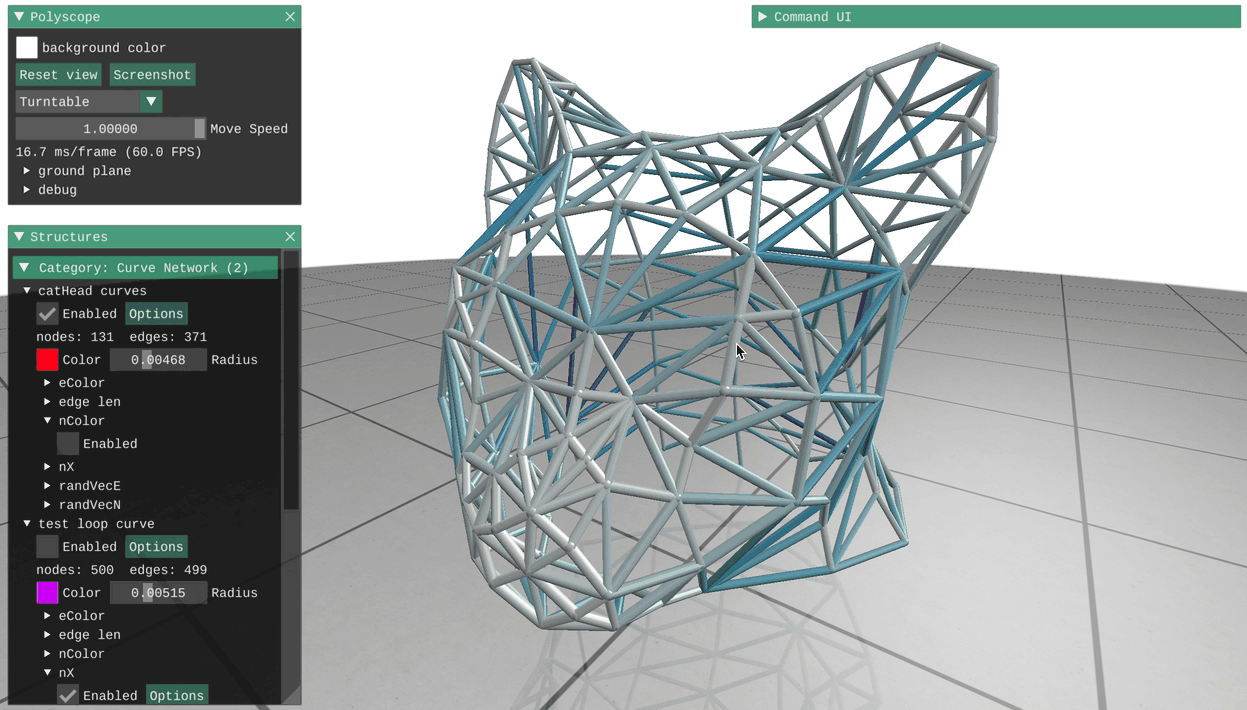 Polyscope
background color
Reset view Screenshot
Turntable
1.00000 Move Speed
16.7 ms/frame (60.0 FPS)
ground plane
debug
Structures
Category: Curve Network (2)
catHead curves
Enabled Options
nodes: 131 edges: 371
Color 0.00468 Radius
eColor
edge len
nColor
Enabled
nX
randVecE
randVecN
test loop curve
Enabled Options
nodes: 500 edges: 499
Color 0.00515 Radius
eColor
edge len
nColor
nX
Enabled Options
Command UI